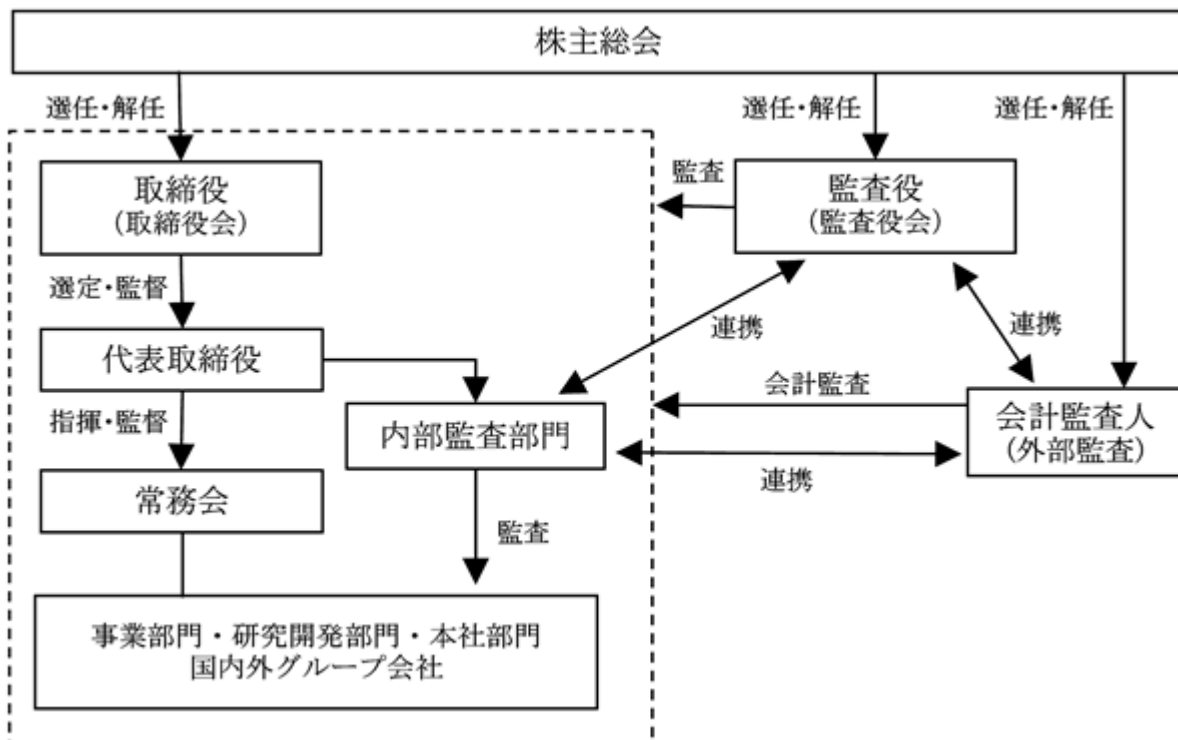 株主総会
選任・解任
選任・解任
選任・解任
取締役
(取締役会)
監査
監査役
(監査役会)
選定・監督
連携
連携
代表取締役
会計監査
指揮・監督
内部監査部門
会計監査人
(外部監査)
連携
常務会
監査
事業部門・研究開発部門・本社部門
国内外グループ会社